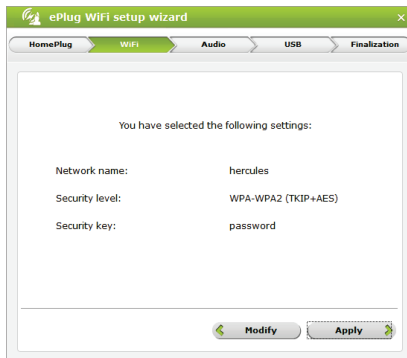 ePlug WiFi setup wizard ×
HomePlug WiFi Audio USB Finalization
You have selected the following settings:
Network name: hercules
Security level: WPA-WPA2 (TKIP+AES)
Security key: password
Modify Apply